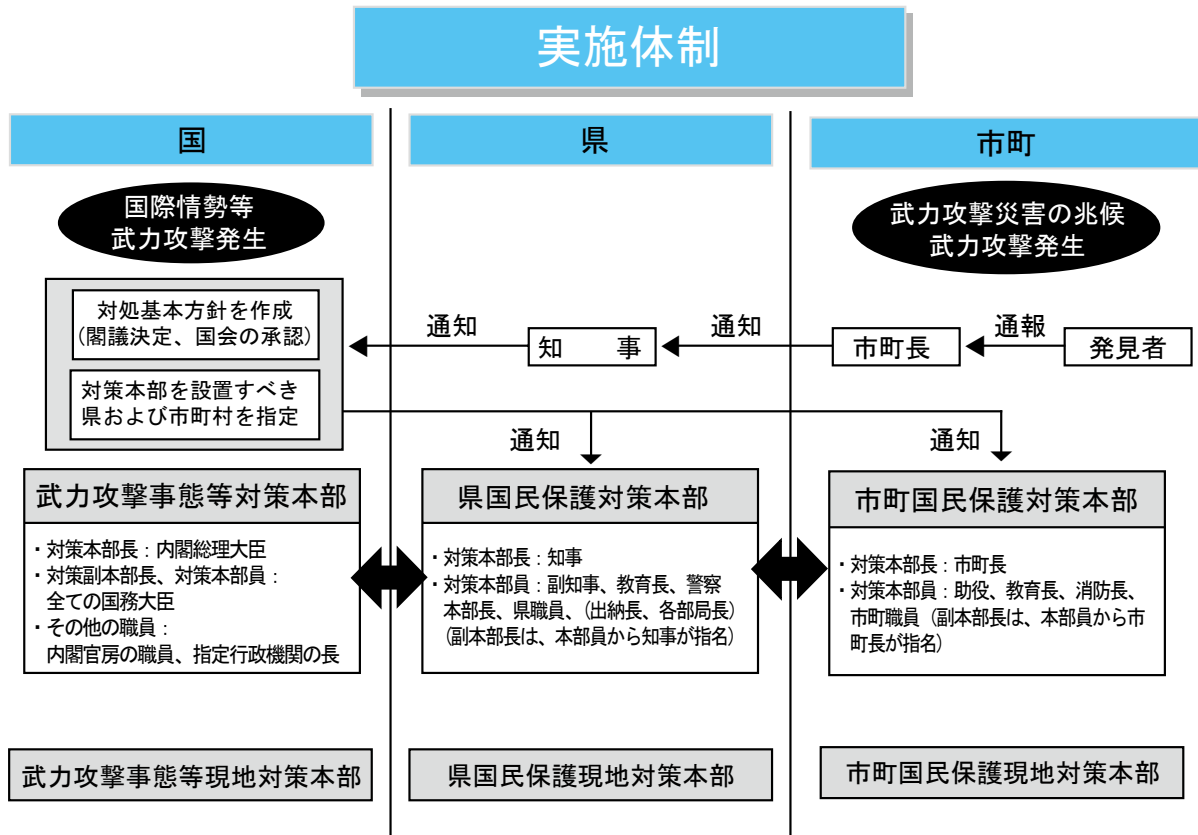 実施体制
国
国際情勢等
武力攻撃発生
対処基本方針を作成
(閣議決定、国会の承認)
対策本部を設置すべき
県および市町村を指定
武力攻撃事態等対策本部
・対策本部長：内閣総理大臣
・対策副本部長、対策本部員：
全ての国務大臣
・その他の職員：
内閣官房の職員、指定行政機関の長
武力攻撃事態等現地対策本部
県
通知
知　事
通知
通知
県国民保護対策本部
・対策本部長：知事
・対策本部員：副知事、教育長、警察
本部長、県職員、(出納長、各部局長)
(副本部長は、本部員から知事が指名)
県国民保護現地対策本部
市町
武力攻撃災害の兆候
武力攻撃発生
市町長
通報
発見者
通知
市町国民保護対策本部
・対策本部長：市町長
・対策本部員：助役、教育長、消防長、
市町職員（副本部長は、本部員から市
町長が指名）
市町国民保護現地対策本部